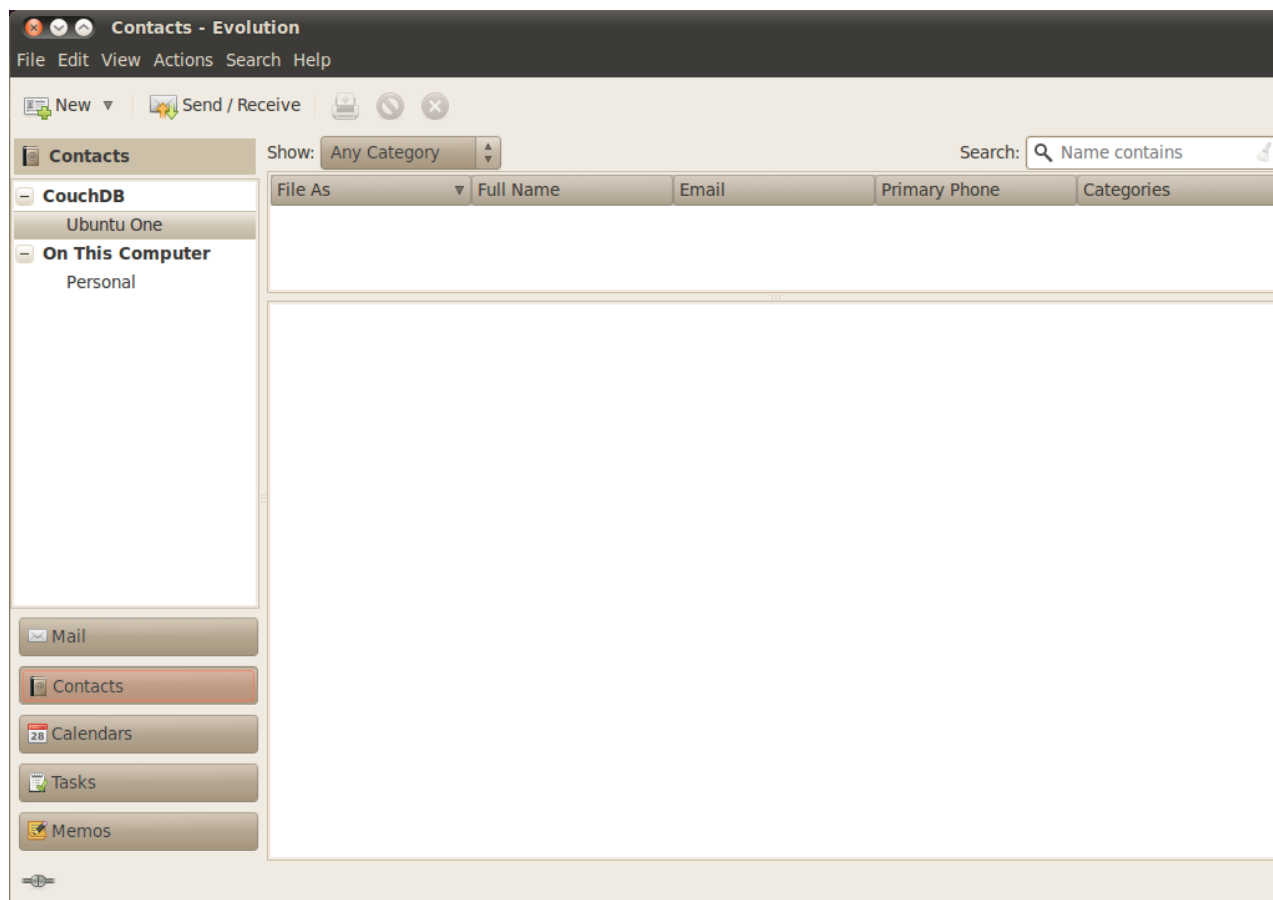 Contacts - Evolution
File Edit View Actions Search Help
New Send / Receive
Contacts
Show: Any Category Search: Name contains
File As Full Name Email Primary Phone Categories
CouchDB
Ubuntu One
On This Computer
Personal
Mail
Contacts
28 Calendars
Tasks
Memos